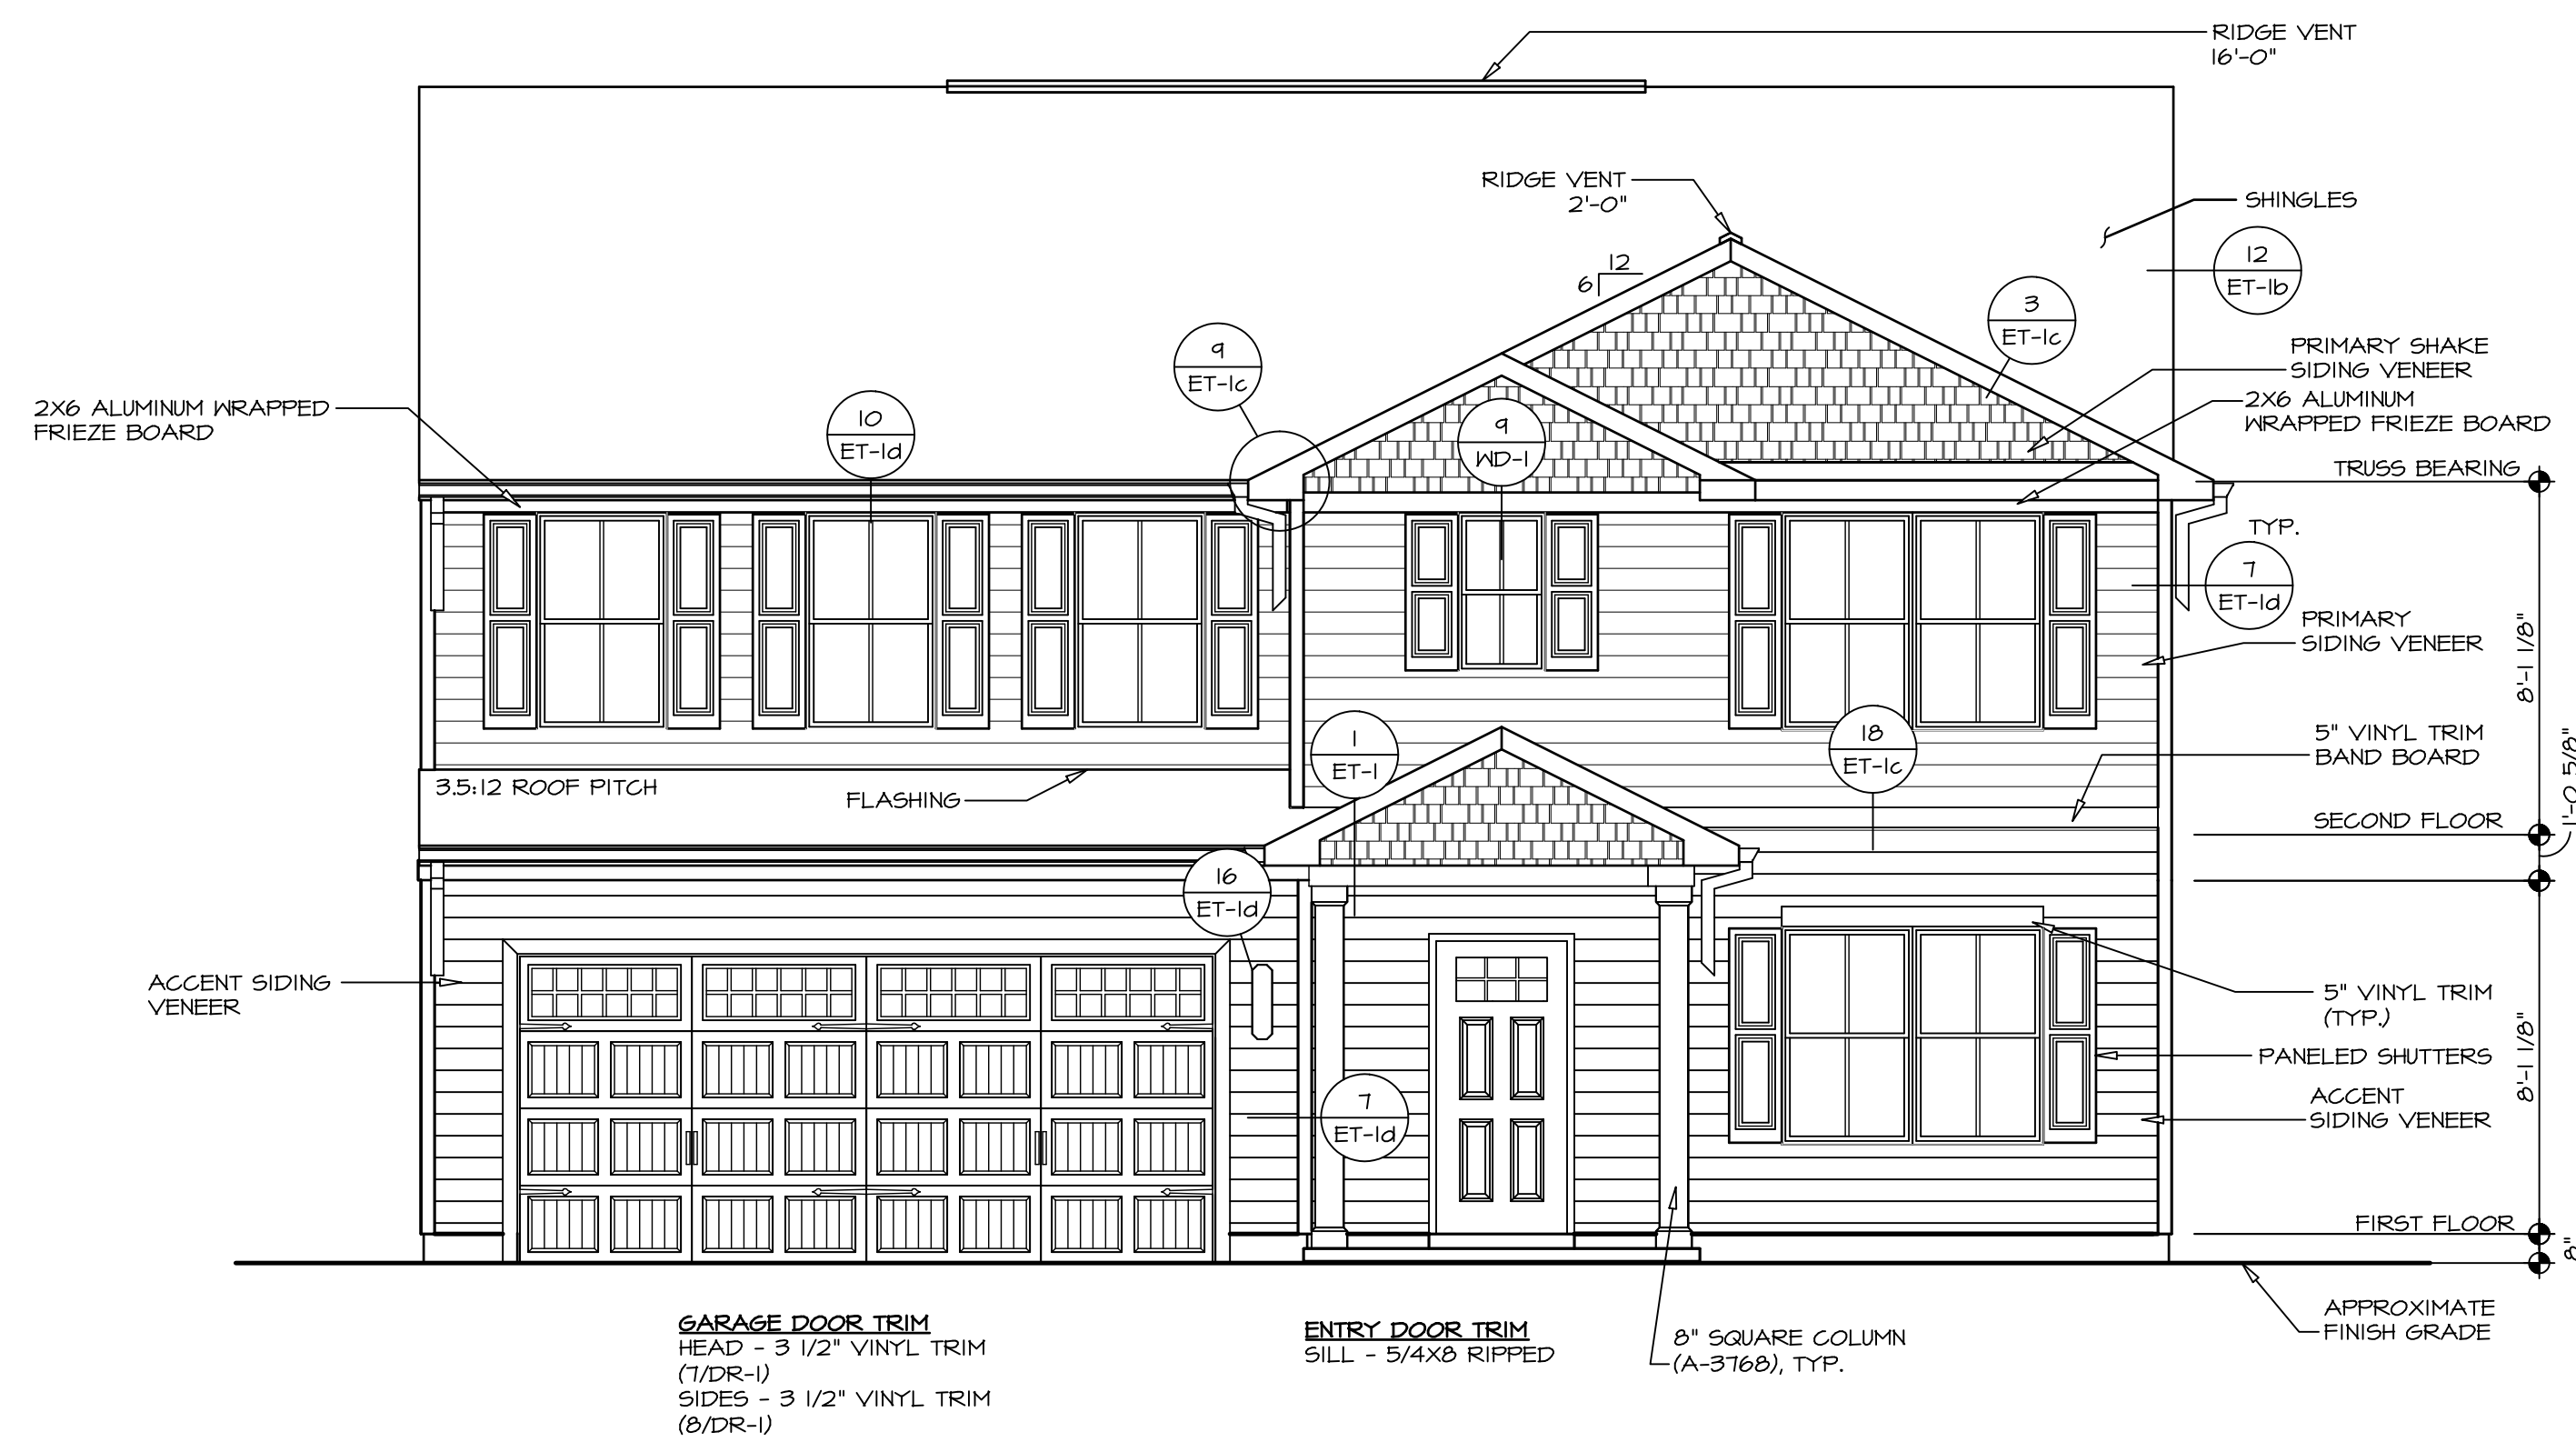 RIDGE VENT
16'-0"
RIDGE VENT
2'-0"
SHINGLES
12
6
12
ET-1b
3
ET-1c
9
ET-1c
PRIMARY SHAKE
SIDING VENEER
2X6 ALUMINUM WRAPPED
FRIEZE BOARD
10
ET-1d
9
WD-1
2X6 ALUMINUM
WRAPPED FRIEZE BOARD
TRUSS BEARING
TYP.
7
ET-1d
PRIMARY
SIDING VENEER
8'-1 1/8"
1
ET-1
18
ET-1c
5" VINYL TRIM
BAND BOARD
3.5:12 ROOF PITCH
FLASHING
SECOND FLOOR
1'-0 5/8"
16
ET-1d
ACCENT SIDING
VENEER
5" VINYL TRIM
(TYP.)
PANELED SHUTTERS
8'-1 1/8"
7
ET-1d
ACCENT
SIDING VENEER
FIRST FLOOR
8"
APPROXIMATE
FINISH GRADE
GARAGE DOOR TRIM
HEAD - 3 1/2" VINYL TRIM
(7/DR-1)
SIDES - 3 1/2" VINYL TRIM
(8/DR-1)
ENTRY DOOR TRIM
SILL - 5/4X8 RIPPED
8" SQUARE COLUMN
(A-3768), TYP.